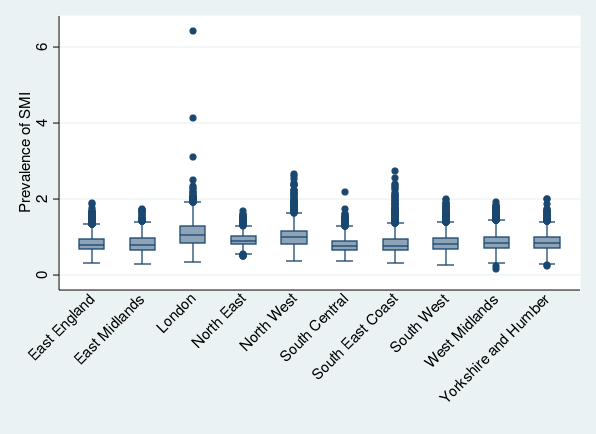 Prevalence of SMI
6
4
2
0
East England
East Midlands
London
North East
North West
South Central
South East Coast
South West
West Midlands
Yorkshire and Humber